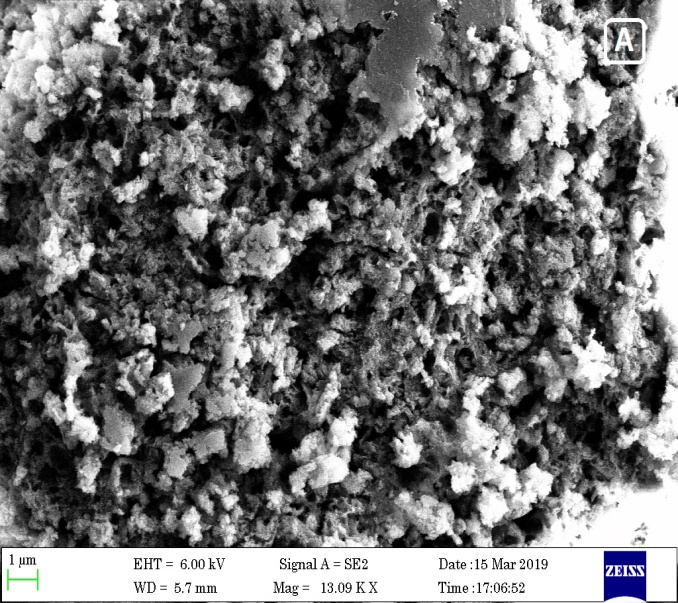 A
1 µm
EHT = 6.00 kV
Signal A = SE2
Date :15 Mar 2019
WD = 5.7 mm
Mag = 13.09 K X
Time :17:06:52
ZEISS